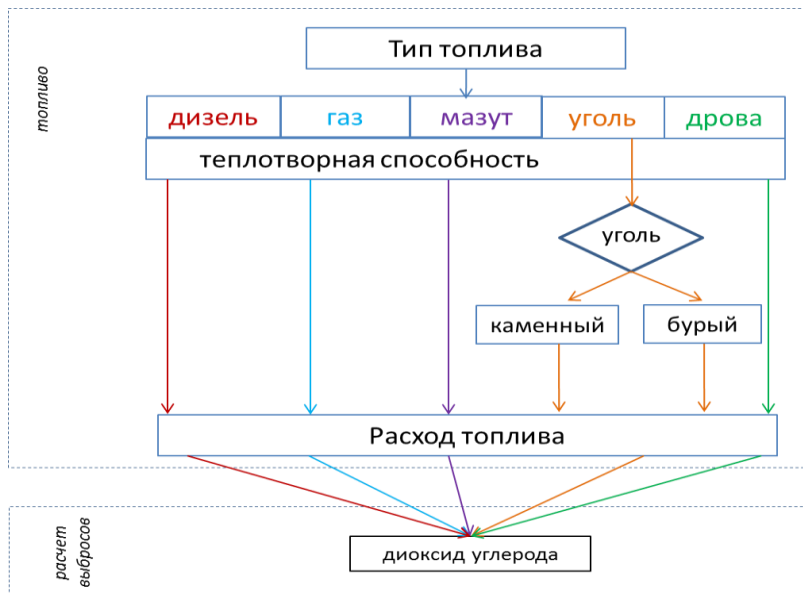 Тип топлива
топливо
дизель газ мазут уголь дрова
теплотворная способность
уголь
каменный бурый
Расход топлива
расчет
выбросов
диоксид углерода